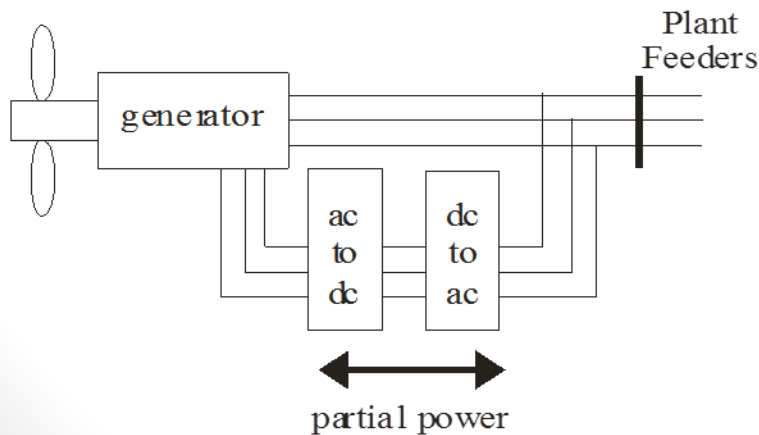 Plant
Feeders
generator
ac
to
dc
dc
to
ac
partial power